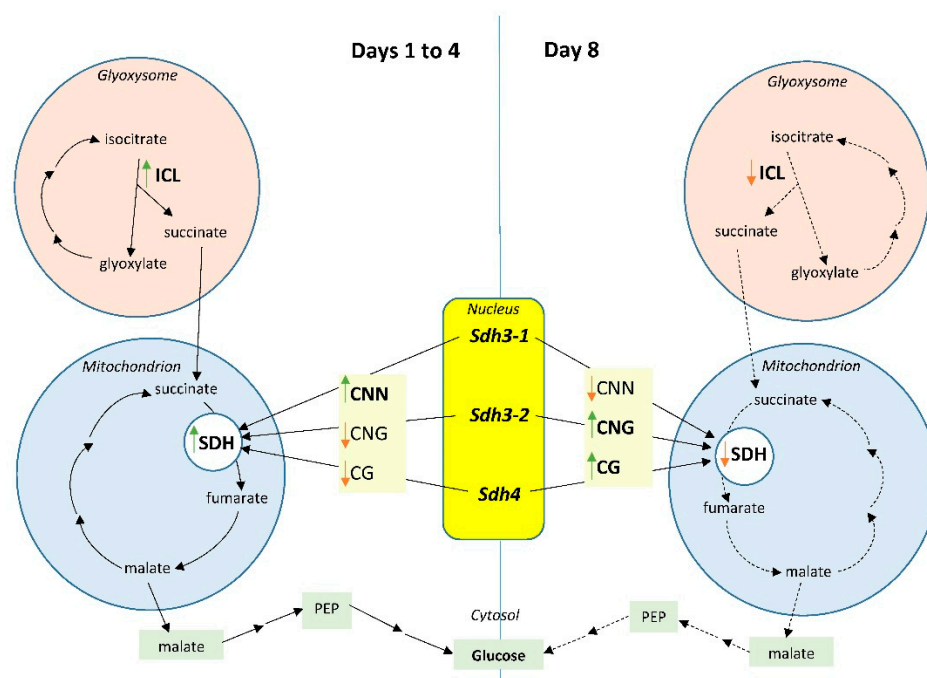 Days 1 to 4
Day 8
Glyoxysome
isocitrate
ICL
succinate
glyoxylate
Glyoxysome
isocitrate
ICL
succinate
glyoxylate
Nucleus
Sdh3-1
Sdh3-2
Sdh4
Mitochondrion
succinate
SDH
fumarate
malate
CNN
CNG
CG
CNN
CNG
CG
Mitochondrion
succinate
SDH
fumarate
malate
Cytosol
malate
PEP
Glucose
PEP
malate